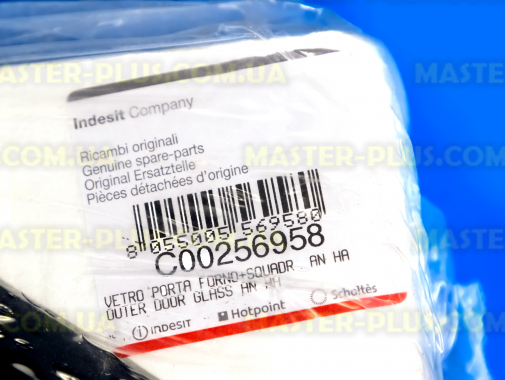 Indesit Company
Ricambi originali
Genuine spare-parts
Original Ersatzteile
Pièces détachées d'origine
8 055005 569580
C00256958
VETRO PORTA FORNO+SQUADR. AN HA
OUTER DOOR GLASS AN HA
indesit Hotpoint Scholtès
MASTER-PLUS.COM.UA